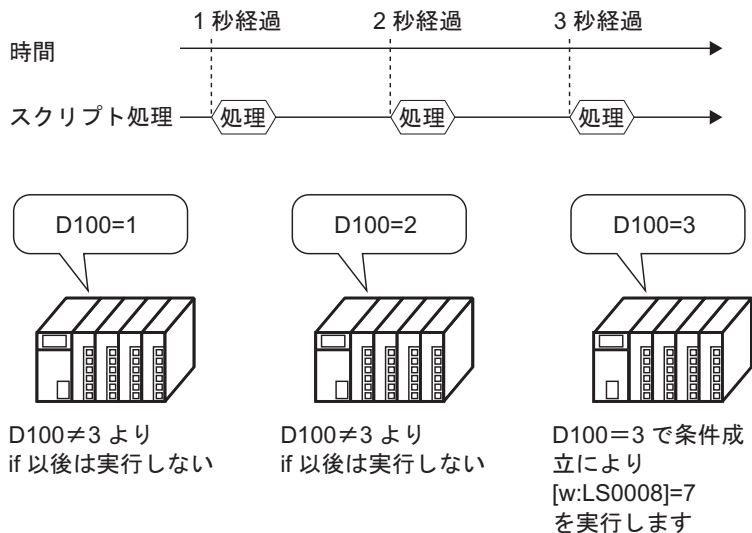 1 秒経過
2 秒経過
3 秒経過
時間
スクリプト処理
処理
処理
処理
D100=1
D100=2
D100=3
D100≠3 より
if 以後は実行しない
D100≠3 より
if 以後は実行しない
D100＝3 で条件成
立により
[w:LS0008]=7
を実行します